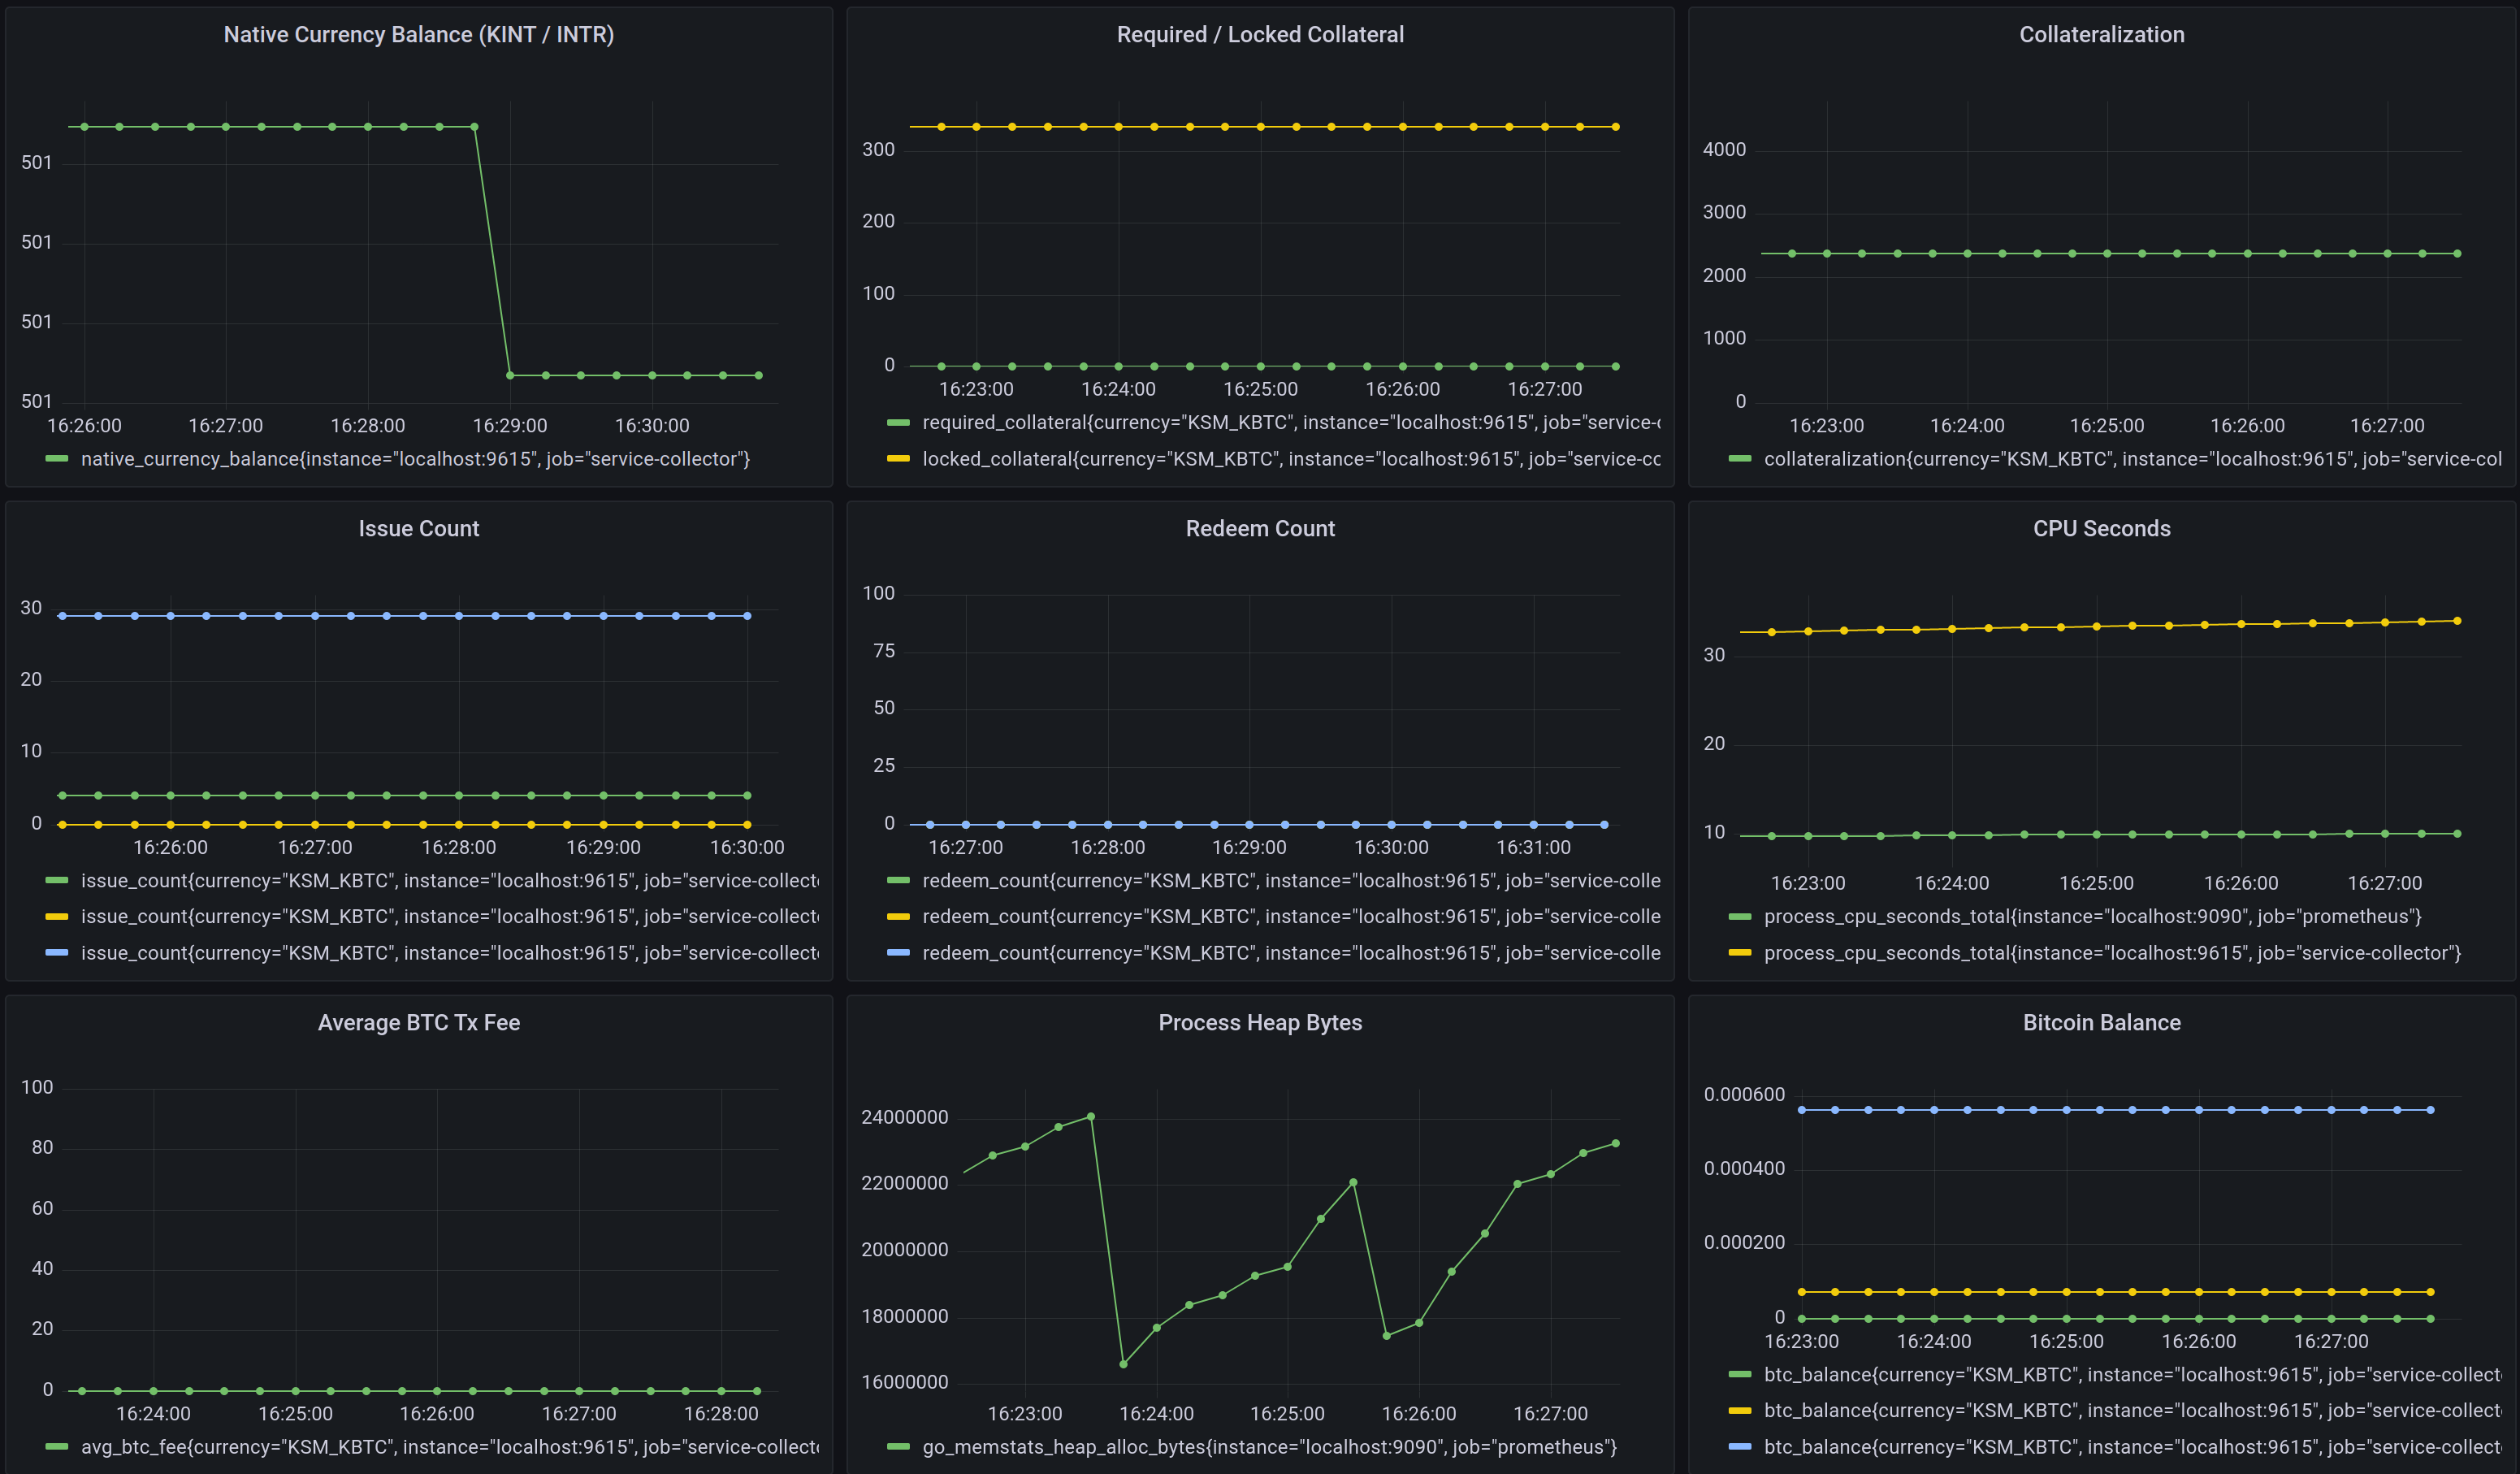 Native Currency Balance (KINT / INTR)
501
501
501
501
16:26:00 16:27:00 16:28:00 16:29:00 16:30:00
native_currency_balance{instance="localhost:9615", job="service-collector"}
Required / Locked Collateral
300
200
100
0
16:23:00 16:24:00 16:25:00 16:26:00 16:27:00
required_collateral{currency="KSM_KBTC", instance="localhost:9615", job="service-c
locked_collateral{currency="KSM_KBTC", instance="localhost:9615", job="service-cc
Collateralization
4000
3000
2000
1000
0
16:23:00 16:24:00 16:25:00 16:26:00 16:27:00
collateralization{currency="KSM_KBTC", instance="localhost:9615", job="service-col
Issue Count
30
20
10
0
16:26:00 16:27:00 16:28:00 16:29:00 16:30:00
issue_count{currency="KSM_KBTC", instance="localhost:9615", job="service-collect
issue_count{currency="KSM_KBTC", instance="localhost:9615", job="service-collect
issue_count{currency="KSM_KBTC", instance="localhost:9615", job="service-collect
Redeem Count
100
75
50
25
0
16:27:00 16:28:00 16:29:00 16:30:00 16:31:00
redeem_count{currency="KSM_KBTC", instance="localhost:9615", job="service-colle
redeem_count{currency="KSM_KBTC", instance="localhost:9615", job="service-colle
redeem_count{currency="KSM_KBTC", instance="localhost:9615", job="service-colle
CPU Seconds
30
20
10
16:23:00 16:24:00 16:25:00 16:26:00 16:27:00
process_cpu_seconds_total{instance="localhost:9090", job="prometheus"}
process_cpu_seconds_total{instance="localhost:9615", job="service-collector"}
Average BTC Tx Fee
100
80
60
40
20
0
16:24:00 16:25:00 16:26:00 16:27:00 16:28:00
avg_btc_fee{currency="KSM_KBTC", instance="localhost:9615", job="service-collect
Process Heap Bytes
24000000
22000000
20000000
18000000
16000000
16:23:00 16:24:00 16:25:00 16:26:00 16:27:00
go_memstats_heap_alloc_bytes{instance="localhost:9090", job="prometheus"}
Bitcoin Balance
0.000600
0.000400
0.000200
0
16:23:00 16:24:00 16:25:00 16:26:00 16:27:00
btc_balance{currency="KSM_KBTC", instance="localhost:9615", job="service-collect
btc_balance{currency="KSM_KBTC", instance="localhost:9615", job="service-collect
btc_balance{currency="KSM_KBTC", instance="localhost:9615", job="service-collect